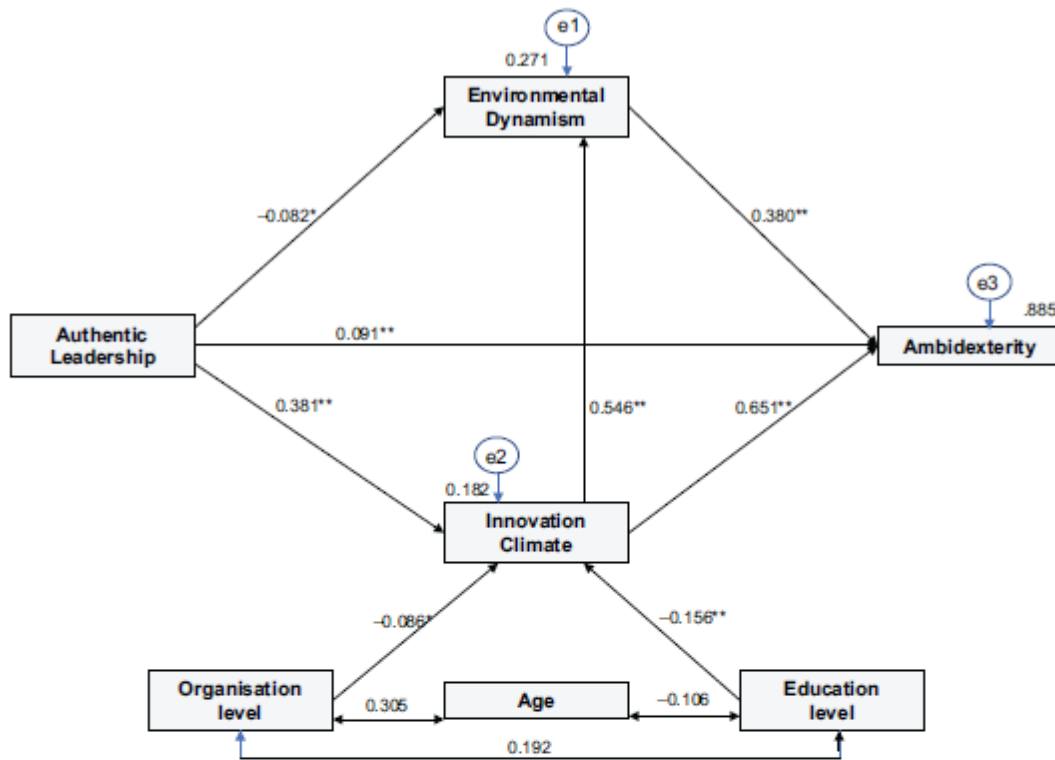 e1
0.271
Environmental
Dynamism
–0.082*
0.380**
e3
.885
Authentic
Leadership
0.091**
Ambidexterity
0.381**
0.546**
0.651**
e2
0.182
Innovation
Climate
–0.086*
–0.156**
Organisation
level
0.305
Age
–0.106
Education
level
0.192